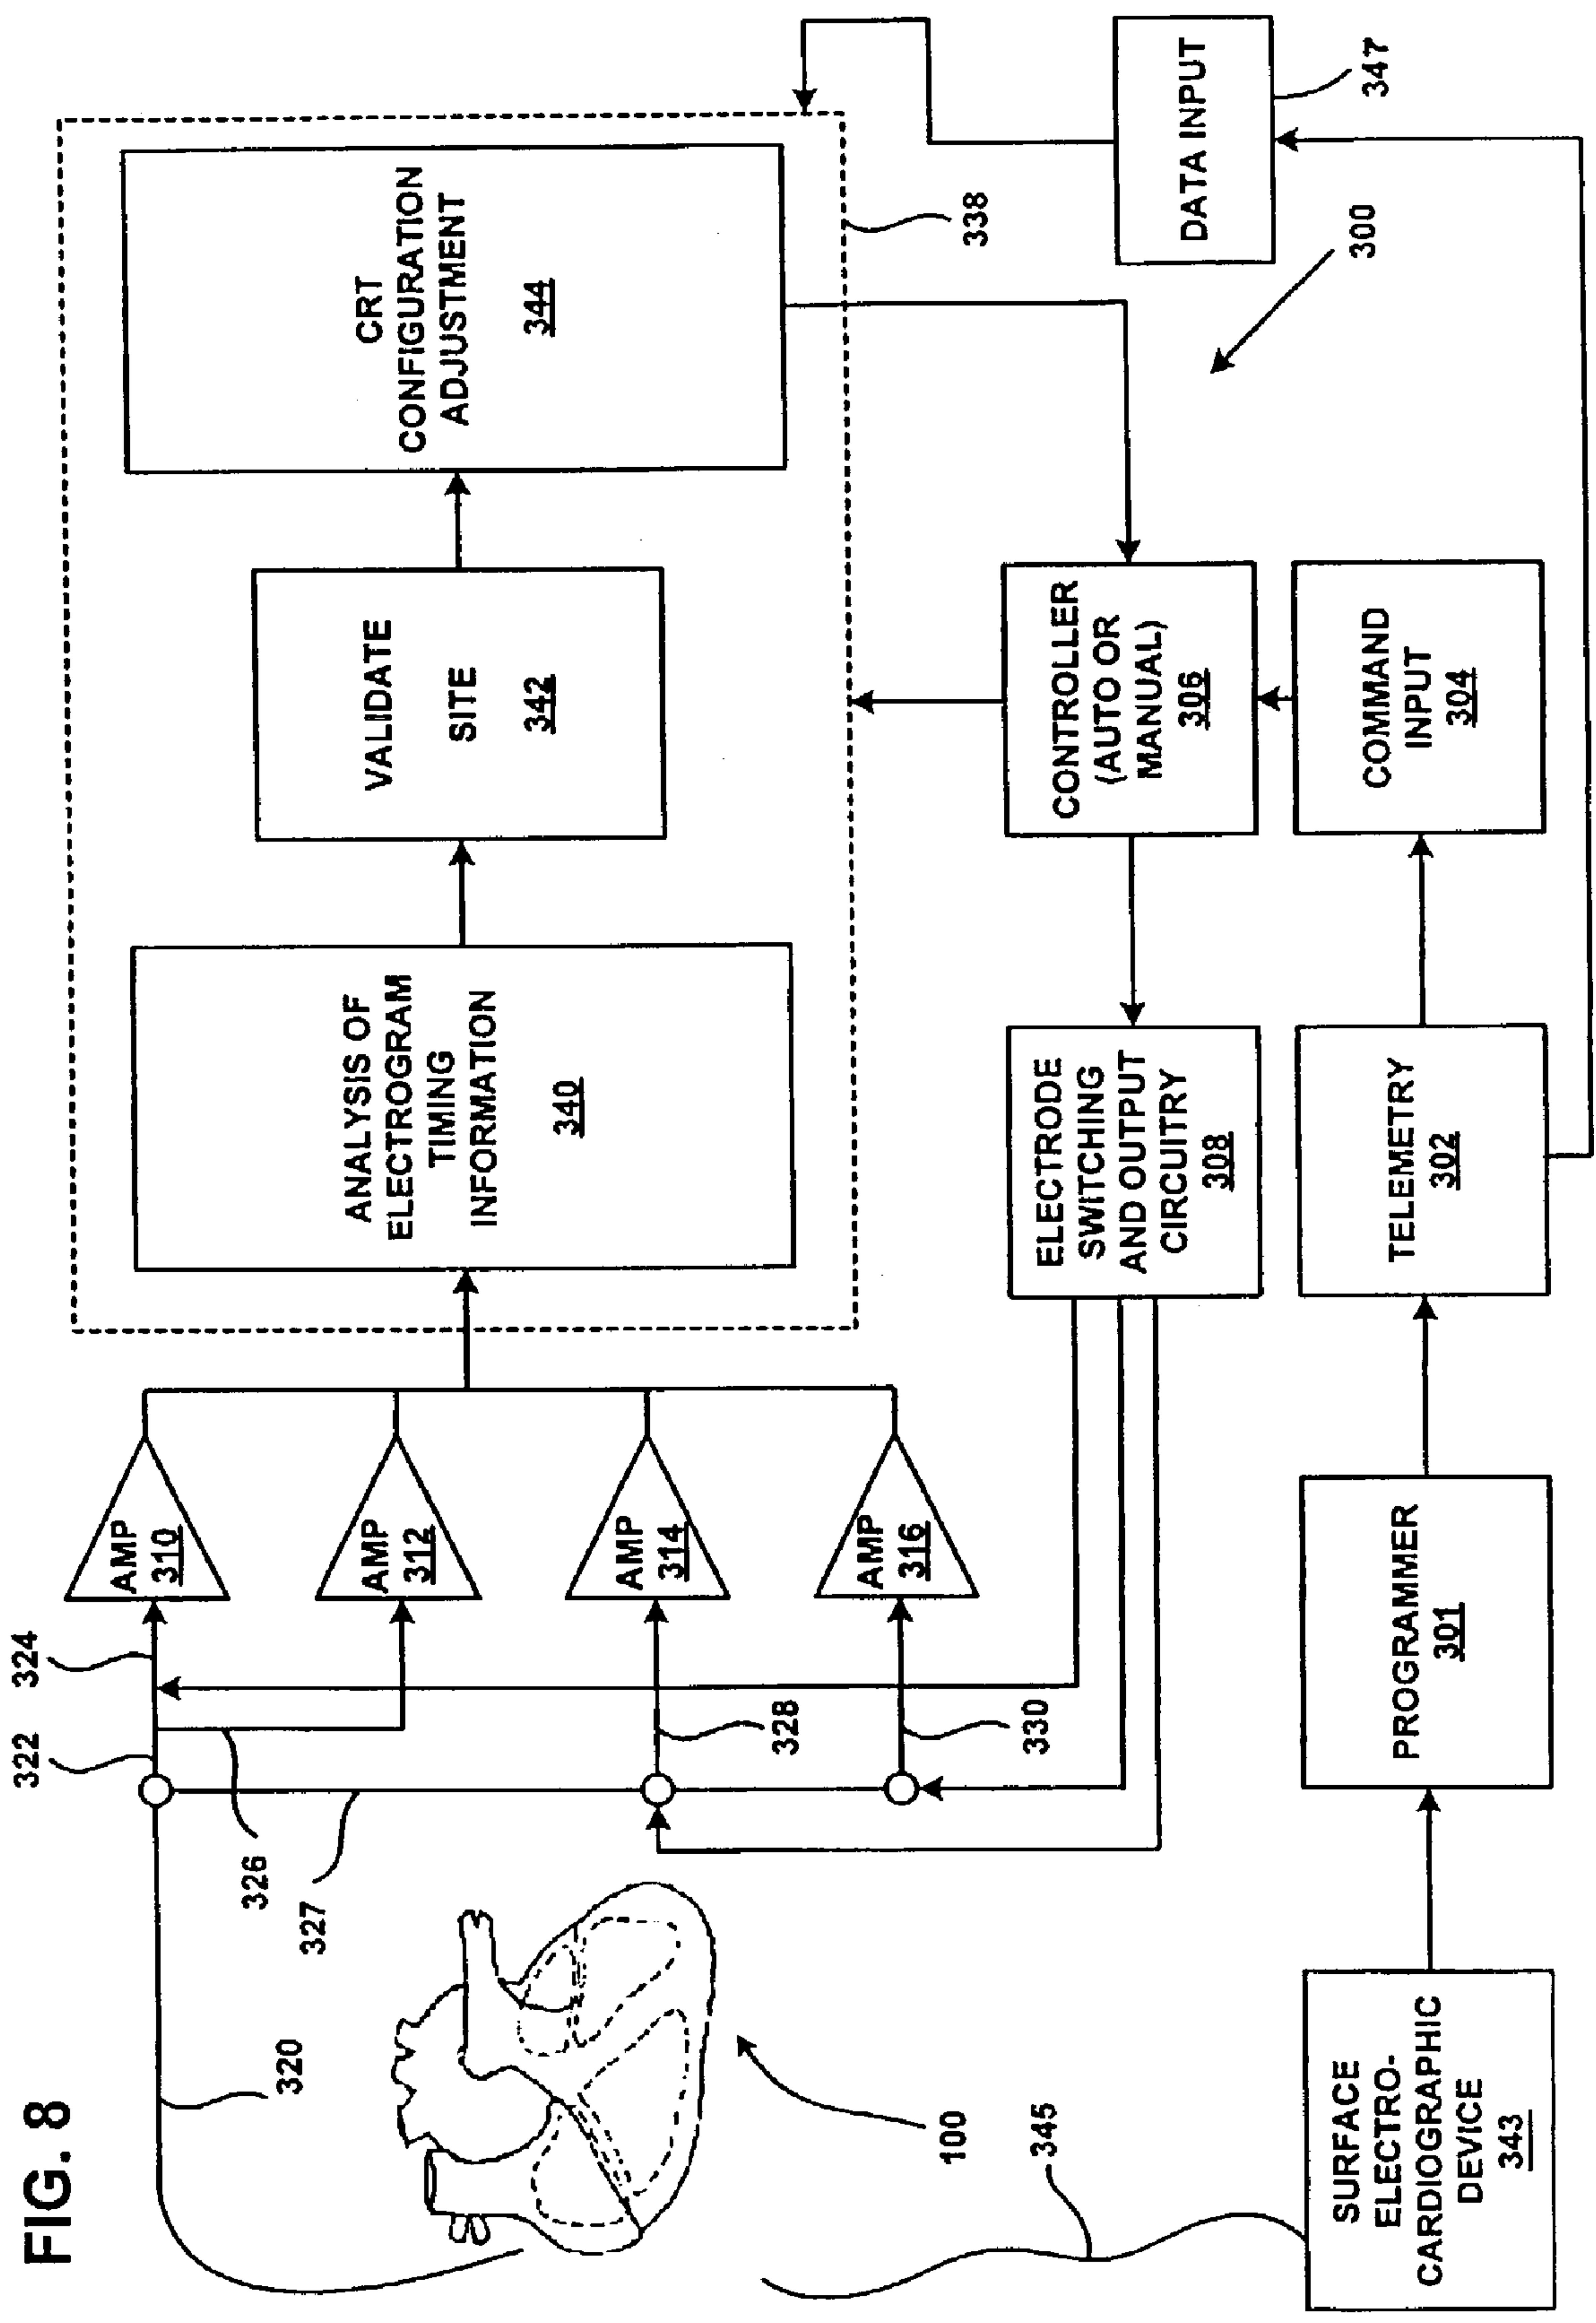 FIG. 8
320
322
324
326
327
328
330
100
345
AMP
310
AMP
312
AMP
314
AMP
316
ANALYSIS OF
ELECTROGRAM
TIMING
INFORMATION
340
VALIDATE
SITE
342
CRT
CONFIGURATION
ADJUSTMENT
344
338
ELECTRODE
SWITCHING
AND OUTPUT
CIRCUITRY
308
CONTROLLER
(AUTO OR
MANUAL)
306
300
SURFACE
ELECTRO-
CARDIOGRAPHIC
DEVICE
343
PROGRAMMER
301
TELEMETRY
302
COMMAND
INPUT
304
DATA INPUT
347